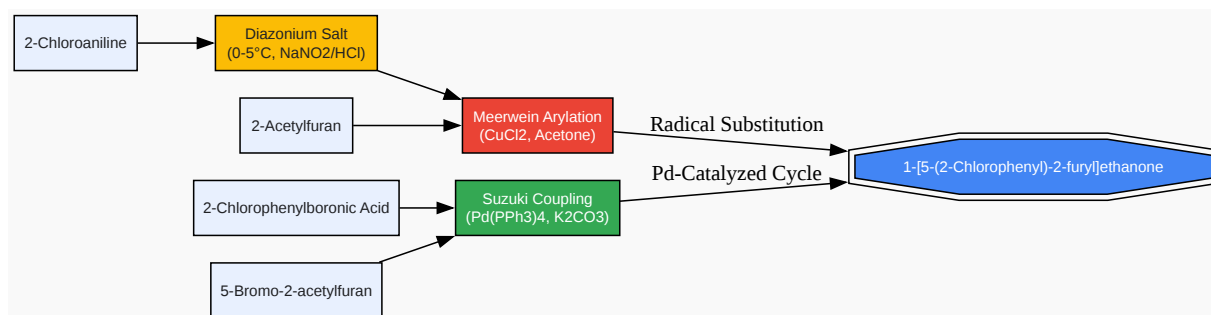 2-Chloroaniline
Diazonium Salt
(0-5°C, NaNO2/HCl)
2-Acetylfuran
Meerwein Arylation
(CuCl2, Acetone)
Radical Substitution
1-[5-(2-Chlorophenyl)-2-furyl]ethanone
Pd-Catalyzed Cycle
2-Chlorophenylboronic Acid
Suzuki Coupling
(Pd(PPh3)4, K2CO3)
5-Bromo-2-acetylfuran